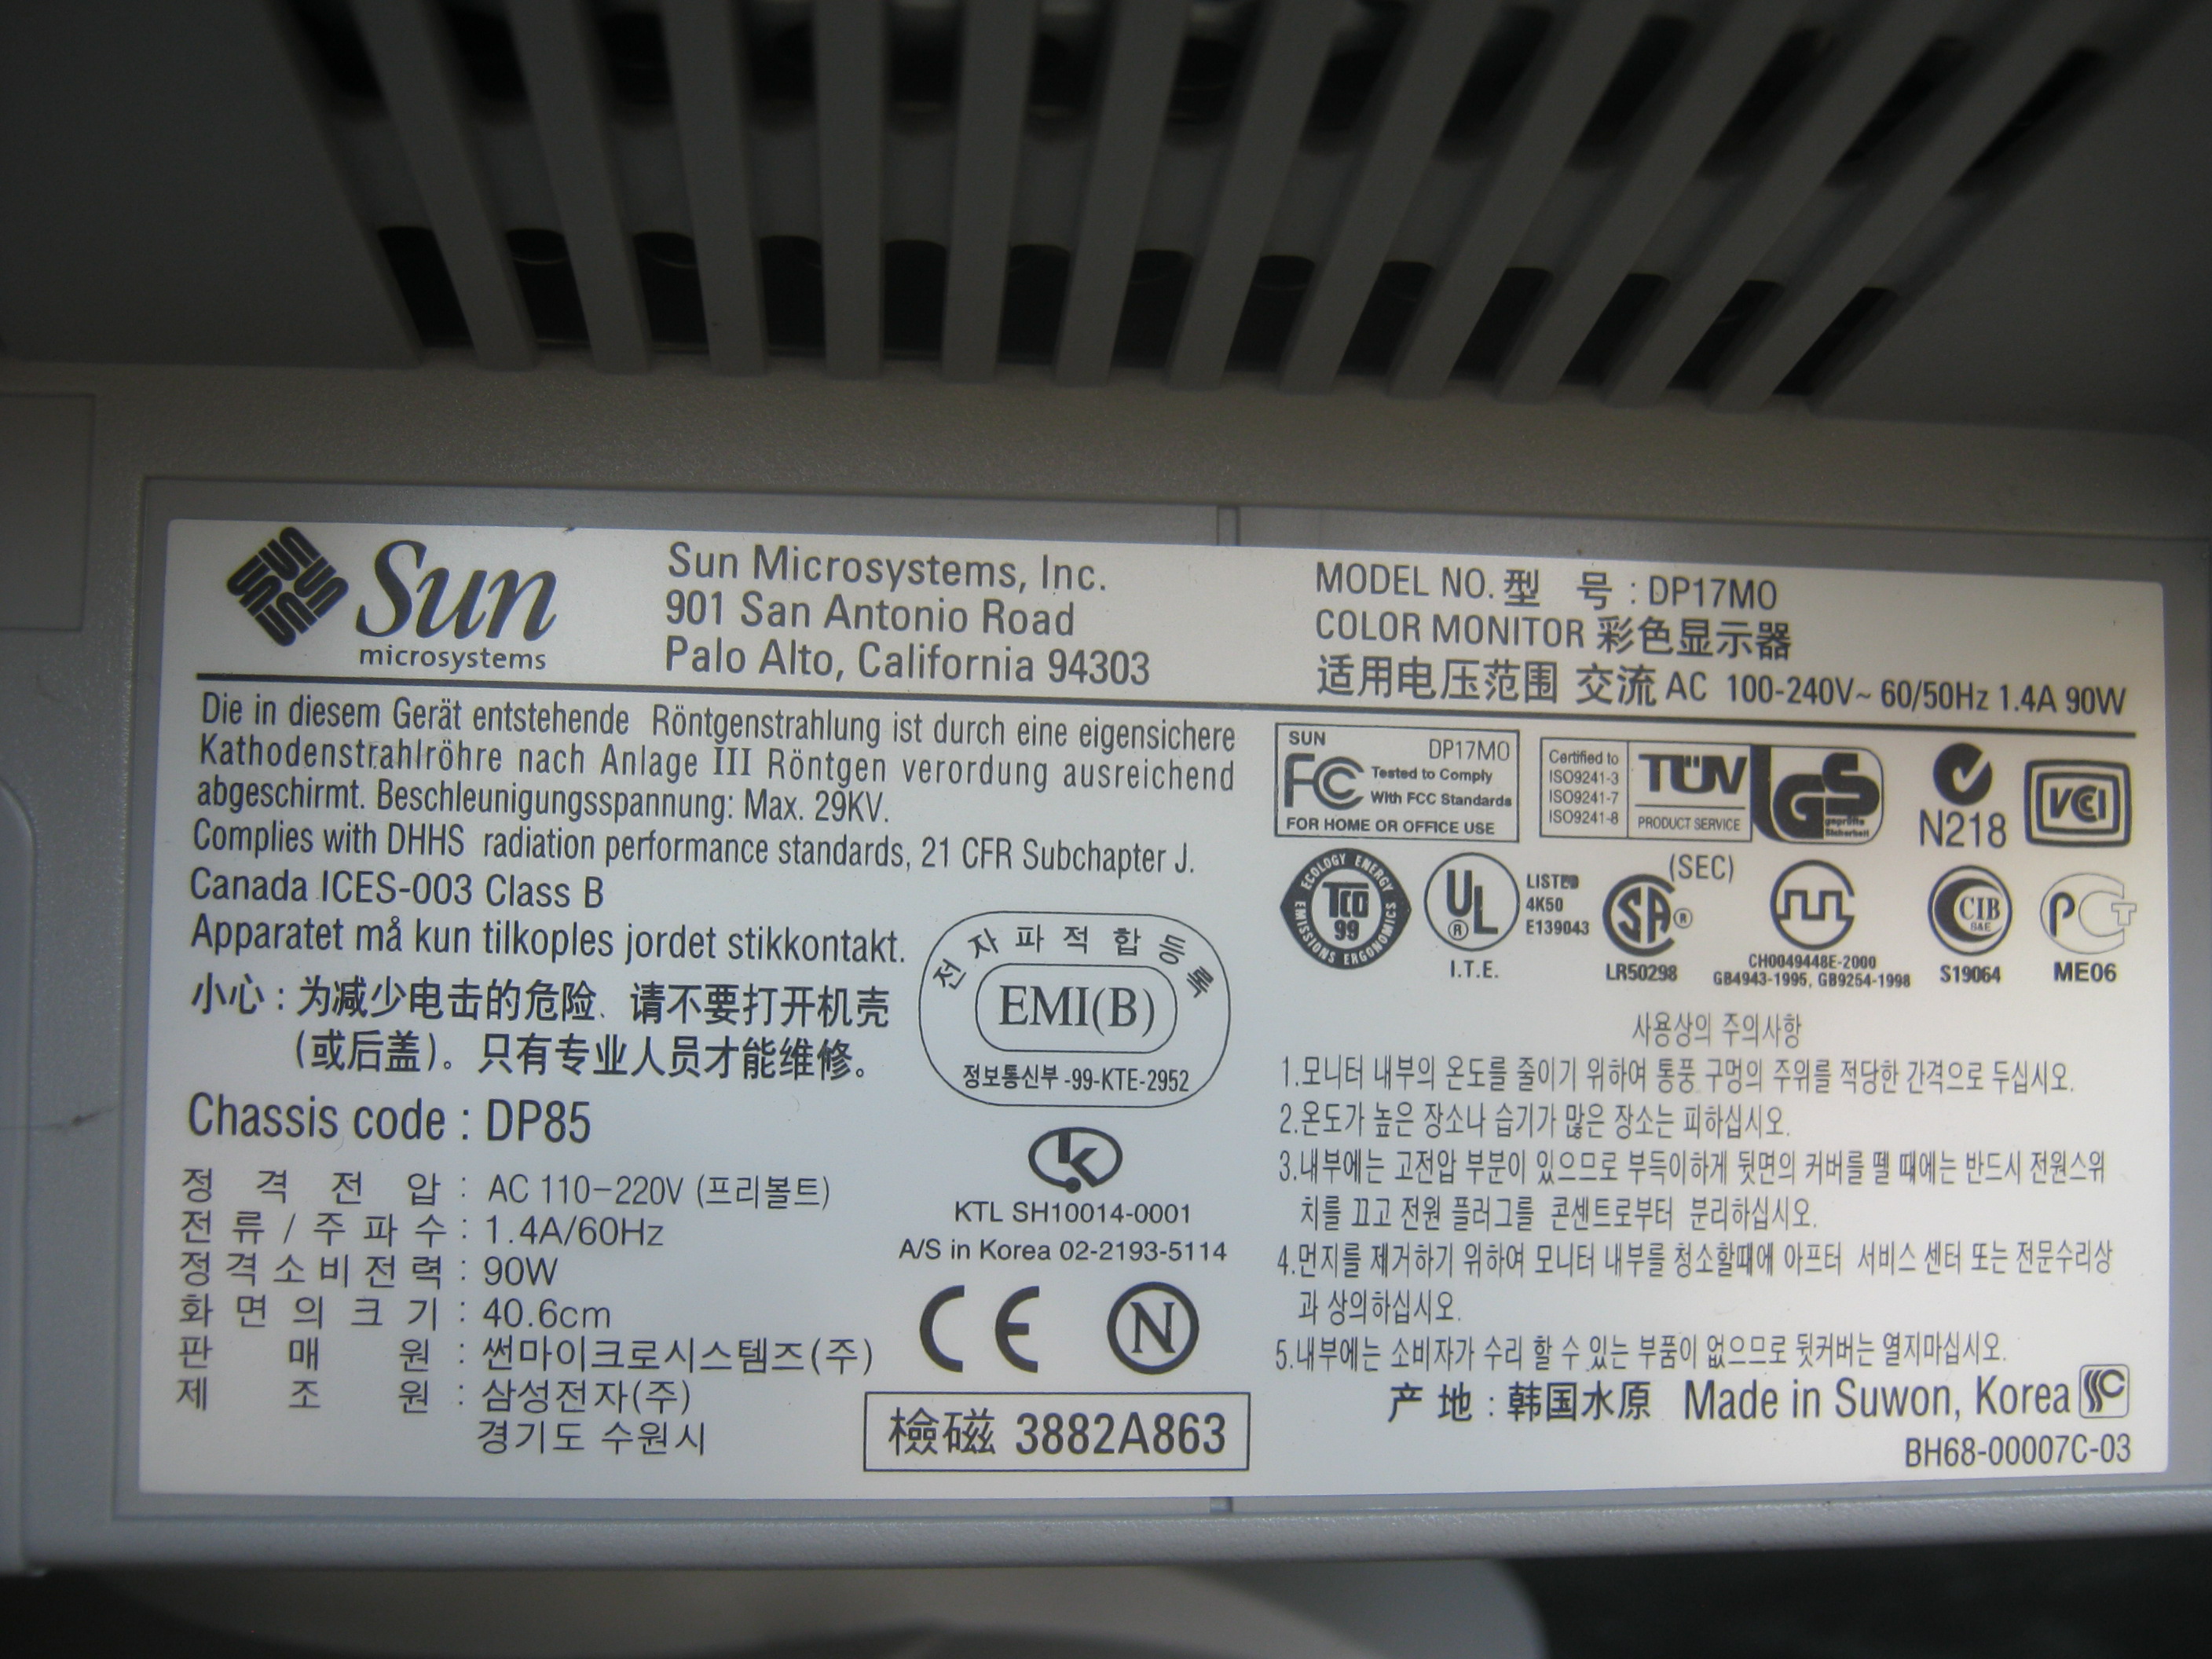 Sun
microsystems
Sun Microsystems, Inc.
901 San Antonio Road
Palo Alto, California 94303
MODEL NO. 型 号 : DP17MO
COLOR MONITOR 彩色显示器
适用电压范围 交流 AC 100-240V~ 60/50Hz 1.4A 90W
Die in diesem Gerät entstehende Röntgenstrahlung ist durch eine eigensichere
Kathodenstrahlröhre nach Anlage III Röntgen verordung ausreichend
abgeschirmt. Beschleunigungsspannung: Max. 29KV.
Complies with DHHS radiation performance standards, 21 CFR Subchapter J.
Canada ICES-003 Class B
Apparatet må kun tilkoples jordet stikkontakt.
小心 : 为减少电击的危险、请不要打开机壳
(或后盖)。只有专业人员才能维修。
Chassis code : DP85
정 격 전 압 : AC 110-220V (프리볼트)
전 류 / 주 파 수 : 1.4A/60Hz
정 격 소 비 전 력 : 90W
화 면 의 크 기 : 40.6cm
판 매 원 : 썬마이크로시스템즈(주)
제 조 원 : 삼성전자(주)
경기도 수원시
전 자 파 적 합 등 록
EMI(B)
정보통신부 -99-KTE-2952
KTL SH10014-0001
A/S in Korea 02-2193-5114
CE N
檢磁 3882A863
SUN DP17MO
FC Tested to Comply
With FCC Standards
FOR HOME OR OFFICE USE
Certified to
ISO9241-3
ISO9241-7
ISO9241-8
TÜV
PRODUCT SERVICE
GS
geprüfte
Sicherheit
N218
VCI
ECOLOGY ENERGY
TCO
99
EMISSIONS ERGONOMICS
UL ®
LISTED
4K50
E139043
I.T.E.
(SEC)
SA ®
LR50298
CH0049448E-2000
GB4943-1995, GB9254-1998
CIB
S&E
S19064
PCT
ME06
사용상의 주의사항
1.모니터 내부의 온도를 줄이기 위하여 통풍 구멍의 주위를 적당한 간격으로 두십시오.
2.온도가 높은 장소나 습기가 많은 장소는 피하십시오.
3.내부에는 고전압 부분이 있으므로 부득이하게 뒷면의 커버를 뗄 때에는 반드시 전원스위
치를 끄고 전원 플러그를 콘센트로부터 분리하십시오.
4.먼지를 제거하기 위하여 모니터 내부를 청소할때에 아프터 서비스 센터 또는 전문수리상
과 상의하십시오.
5.내부에는 소비자가 수리 할 수 있는 부품이 없으므로 뒷커버는 열지마십시오.
产 地 : 韩国水原 Made in Suwon, Korea
BH68-00007C-03